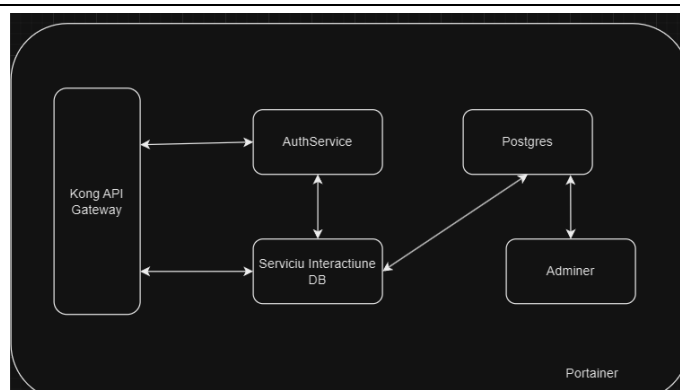 AuthService
Postgres
Kong API
Gateway
Serviciu Interactiune
DB
Adminer
Portainer